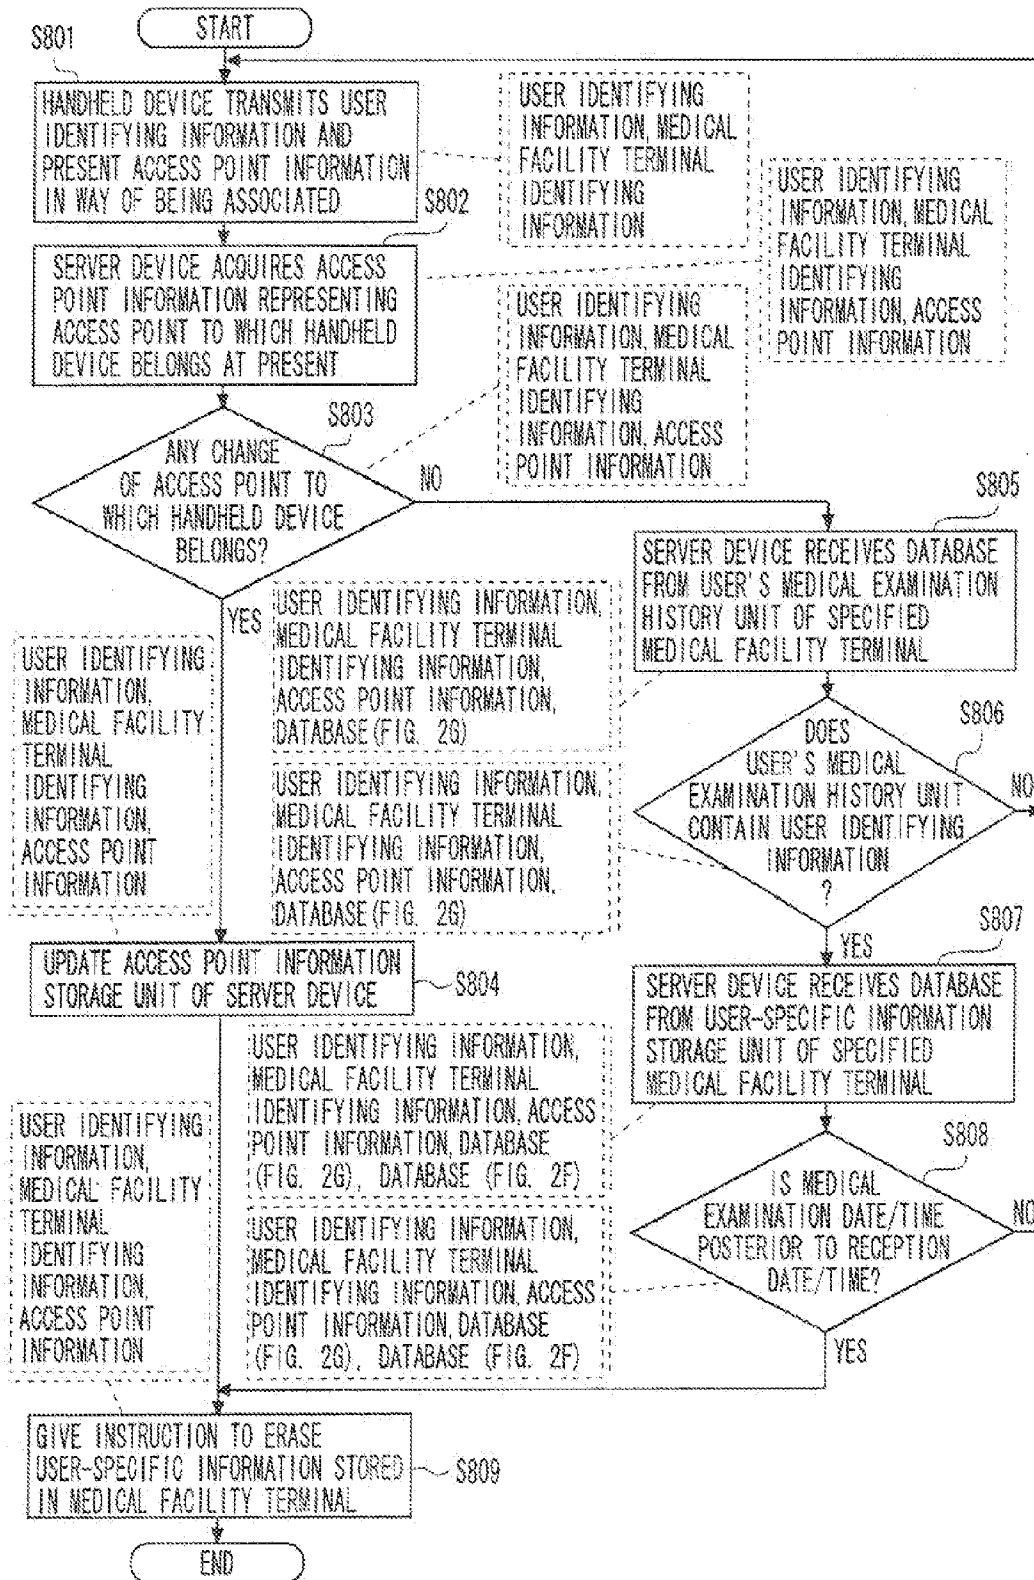 START
S801
HANDHELD DEVICE TRANSMITS USER
IDENTIFYING INFORMATION AND
PRESENT ACCESS POINT INFORMATION
IN WAY OF BEING ASSOCIATED
USER IDENTIFYING
INFORMATION, MEDICAL
FACILITY TERMINAL
IDENTIFYING
INFORMATION
S802
SERVER DEVICE ACQUIRES ACCESS
POINT INFORMATION REPRESENTING
ACCESS POINT TO WHICH HANDHELD
DEVICE BELONGS AT PRESENT
USER IDENTIFYING
INFORMATION, MEDICAL
FACILITY TERMINAL
IDENTIFYING
INFORMATION, ACCESS
POINT INFORMATION
USER IDENTIFYING
INFORMATION, MEDICAL
FACILITY TERMINAL
IDENTIFYING
INFORMATION, ACCESS
POINT INFORMATION
S803
ANY CHANGE
OF ACCESS POINT TO
WHICH HANDHELD DEVICE
BELONGS?
NO
YES
S805
SERVER DEVICE RECEIVES DATABASE
FROM USER'S MEDICAL EXAMINATION
HISTORY UNIT OF SPECIFIED
MEDICAL FACILITY TERMINAL
USER IDENTIFYING INFORMATION,
MEDICAL FACILITY TERMINAL
IDENTIFYING INFORMATION,
ACCESS POINT INFORMATION,
DATABASE(FIG. 2G)
USER IDENTIFYING
INFORMATION,
MEDICAL FACILITY
TERMINAL
IDENTIFYING
INFORMATION,
ACCESS POINT
INFORMATION
S806
DOES
USER'S MEDICAL
EXAMINATION HISTORY UNIT
CONTAIN USER IDENTIFYING
INFORMATION
?
NO
YES
USER IDENTIFYING INFORMATION,
MEDICAL FACILITY TERMINAL
IDENTIFYING INFORMATION,
ACCESS POINT INFORMATION,
DATABASE(FIG. 2G)
UPDATE ACCESS POINT INFORMATION
STORAGE UNIT OF SERVER DEVICE
S804
S807
SERVER DEVICE RECEIVES DATABASE
FROM USER-SPECIFIC INFORMATION
STORAGE UNIT OF SPECIFIED
MEDICAL FACILITY TERMINAL
USER IDENTIFYING INFORMATION,
MEDICAL FACILITY TERMINAL
IDENTIFYING INFORMATION, ACCESS
POINT INFORMATION, DATABASE
(FIG. 2G), DATABASE (FIG. 2F)
USER IDENTIFYING
INFORMATION,
MEDICAL FACILITY
TERMINAL
IDENTIFYING
INFORMATION,
ACCESS POINT
INFORMATION
S808
IS MEDICAL
EXAMINATION DATE/TIME
POSTERIOR TO RECEPTION
DATE/TIME?
NO
YES
USER IDENTIFYING INFORMATION,
MEDICAL FACILITY TERMINAL
IDENTIFYING INFORMATION, ACCESS
POINT INFORMATION, DATABASE
(FIG. 2G), DATABASE (FIG. 2F)
GIVE INSTRUCTION TO ERASE
USER-SPECIFIC INFORMATION STORED
IN MEDICAL FACILITY TERMINAL
S809
END